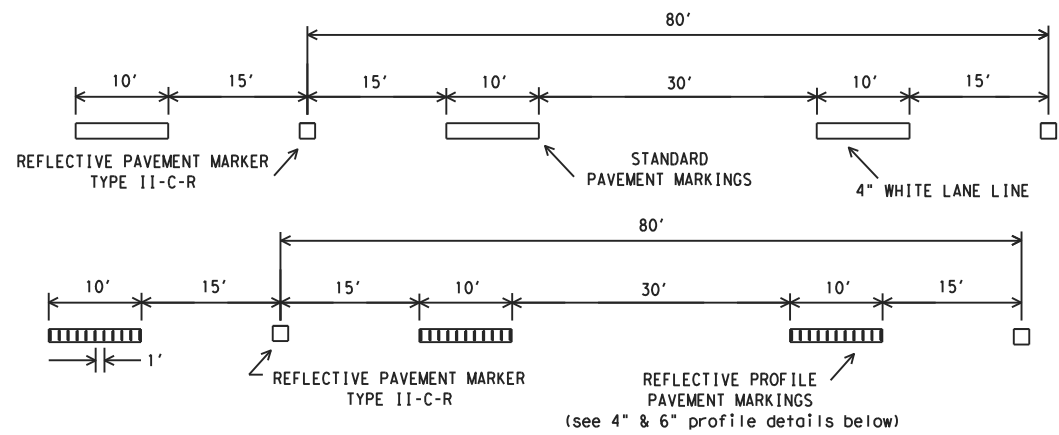 80'
10' 15' 15' 10' 30' 10' 15'
REFLECTIVE PAVEMENT MARKER
TYPE II-C-R
STANDARD
PAVEMENT MARKINGS
4" WHITE LANE LINE
80'
10' 15' 15' 10' 30' 10' 15'
1'
REFLECTIVE PAVEMENT MARKER
TYPE II-C-R
REFLECTIVE PROFILE
PAVEMENT MARKINGS
(see 4" & 6" profile details below)